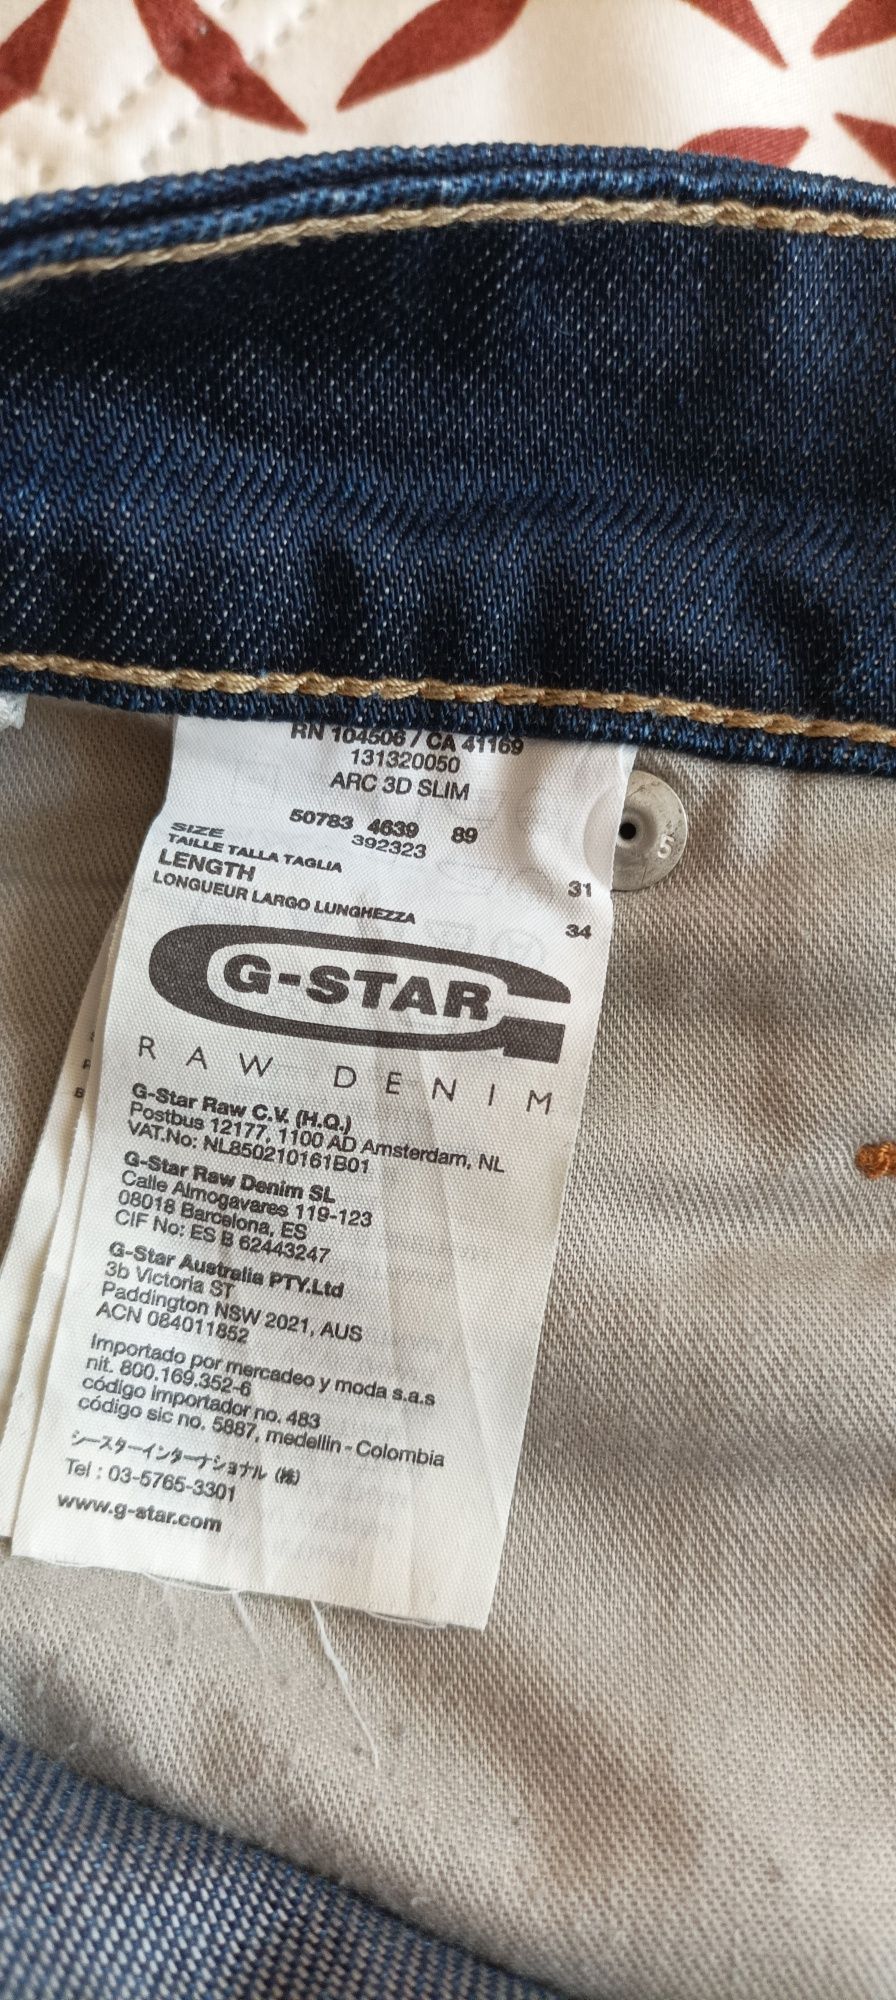 RN 104506 / CA 41169
131320050
ARC 3D SLIM
50783 4639 89
392323
SIZE
TAILLE TALLA TAGLIA 31
LENGTH
LONGUEUR LARGO LUNGHEZZA 34
G-STAR
RAW DENIM
G-Star Raw C.V. (H.Q.)
Postbus 12177, 1100 AD Amsterdam, NL
VAT.No: NL850210161B01
G-Star Raw Denim SL
Calle Almogavares 119-123
08018 Barcelona, ES
CIF No: ES B 62443247
G-Star Australia PTY.Ltd
3b Victoria ST
Paddington NSW 2021, AUS
ACN 084011852
Importado por mercadeo y moda s.a.s
nit. 800.169.352-6
código importador no. 483
código sic no. 5887, medellin - Colombia
シースターインターナショナル (株)
Tel : 03-5765-3301
www.g-star.com